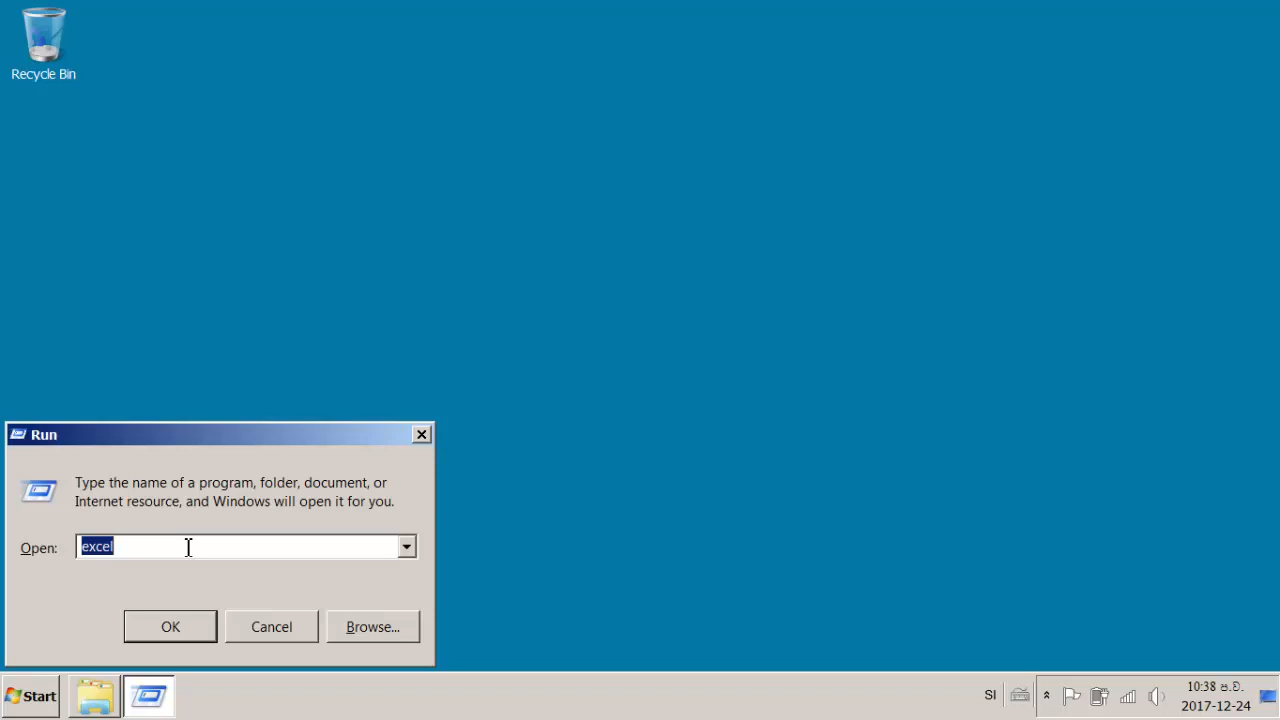 Recycle Bin
Run
Type the name of a program, folder, document, or
Internet resource, and Windows will open it for you.
Open:
excel
OK
Cancel
Browse...
Start
SI
10:38
2017-12-24